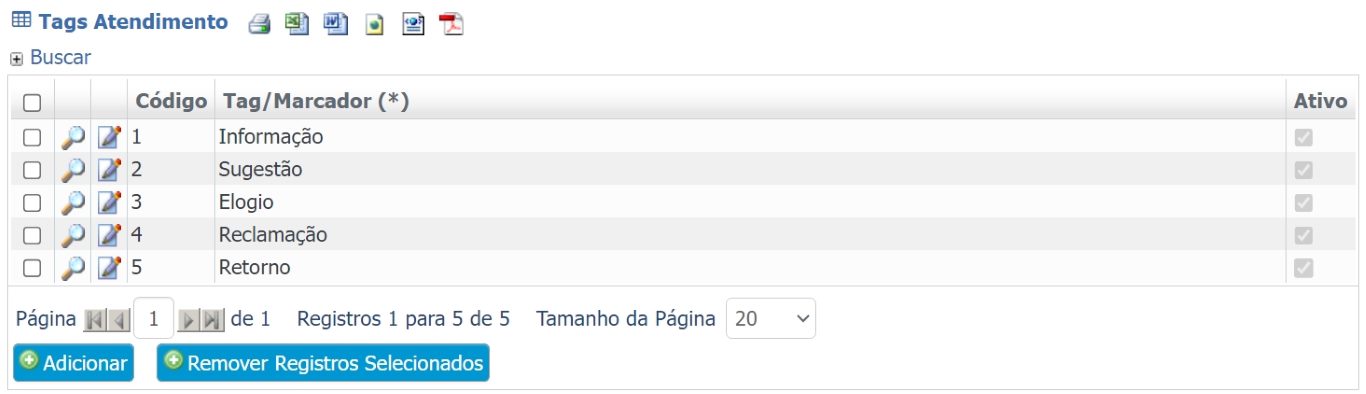 Tags Atendimento
Buscar
Código Tag/Marcador (*) Ativo
1 Informação
2 Sugestão
3 Elogio
4 Reclamação
5 Retorno
Página 1 de 1 Registros 1 para 5 de 5 Tamanho da Página 20
Adicionar Remover Registros Selecionados